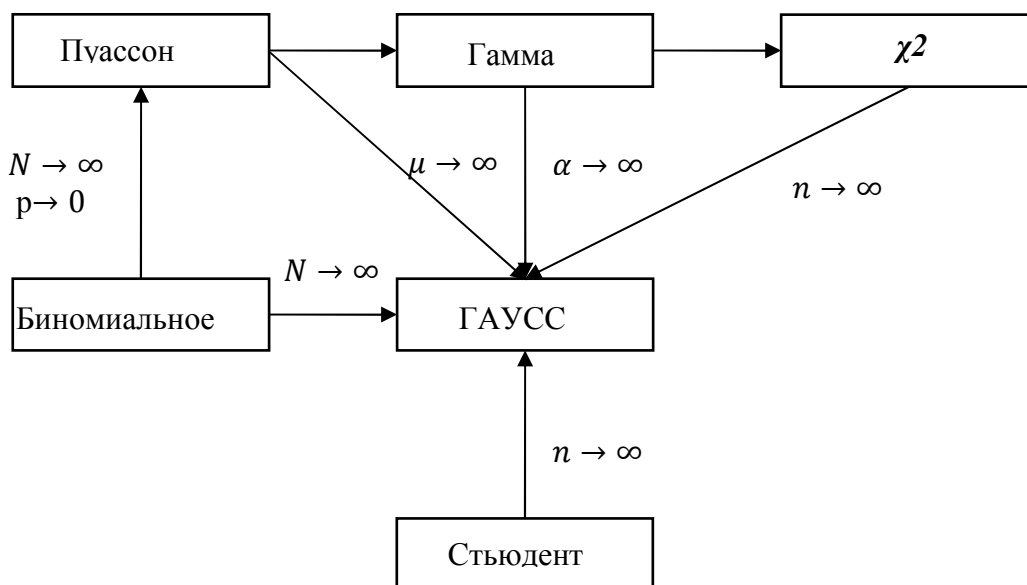 Пуассон
Гамма
χ2
N → ∞
p→ 0
μ → ∞
α → ∞
n → ∞
N → ∞
Биномиальное
ГАУСС
n → ∞
Стьюдент